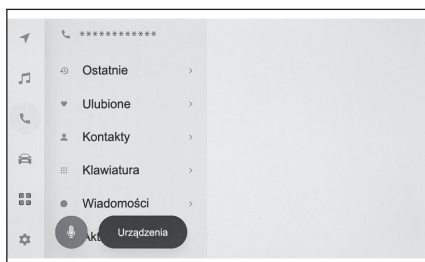 ************
Ostatnie
Ulubione
Kontakty
Klawiatura
Wiadomości
Urządzenia